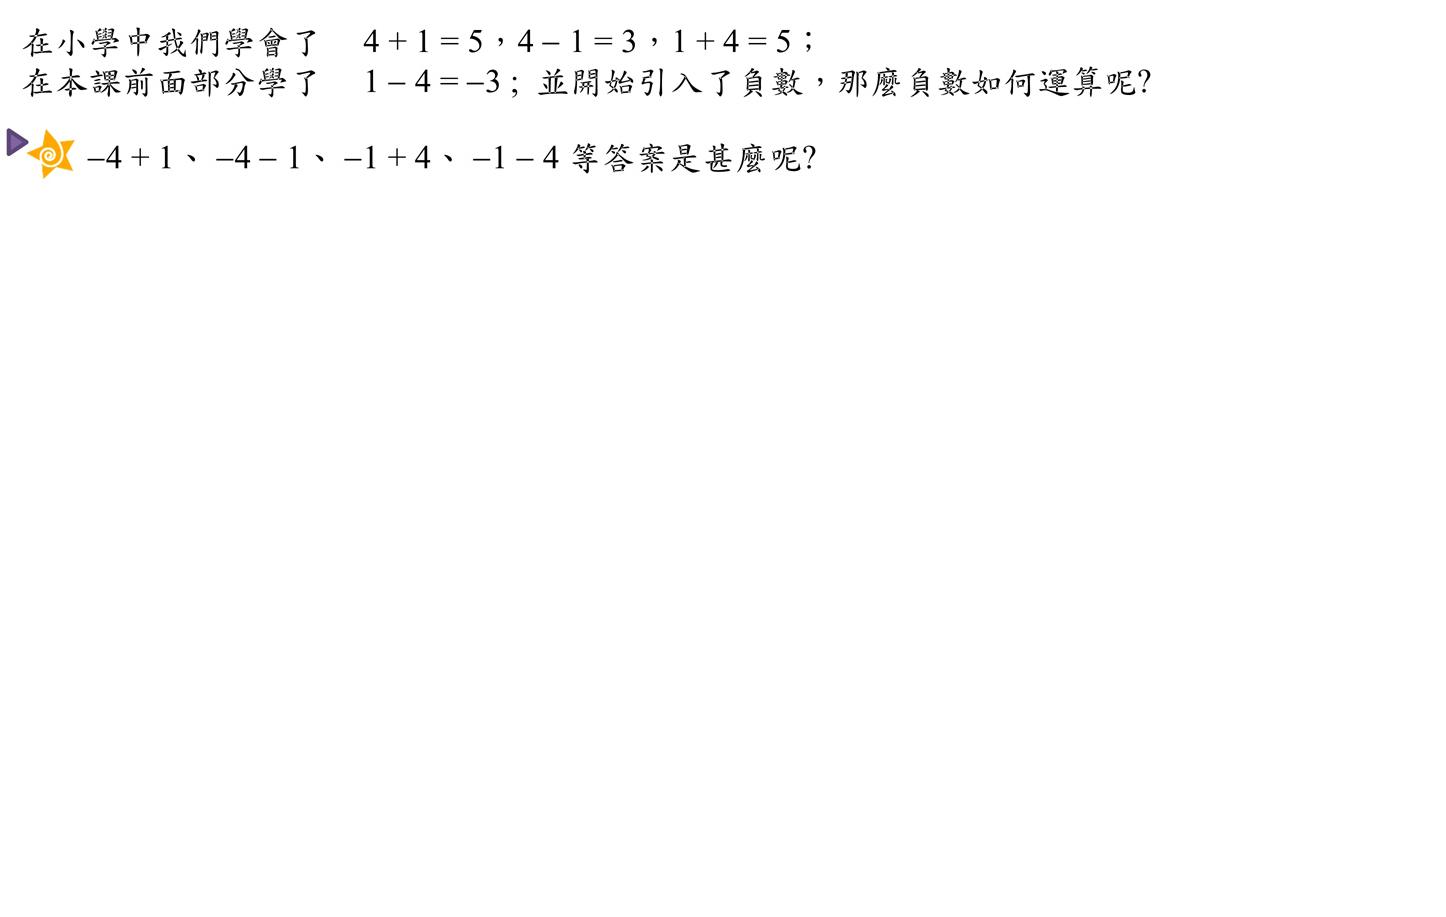 在小學中我們學會了 4 + 1 = 5，4 – 1 = 3，1 + 4 = 5；
在本課前面部分學了 1 – 4 = –3 ; 並開始引入了負數，那麼負數如何運算呢?
–4 + 1、 –4 – 1、 –1 + 4、 –1 – 4 等答案是甚麼呢?